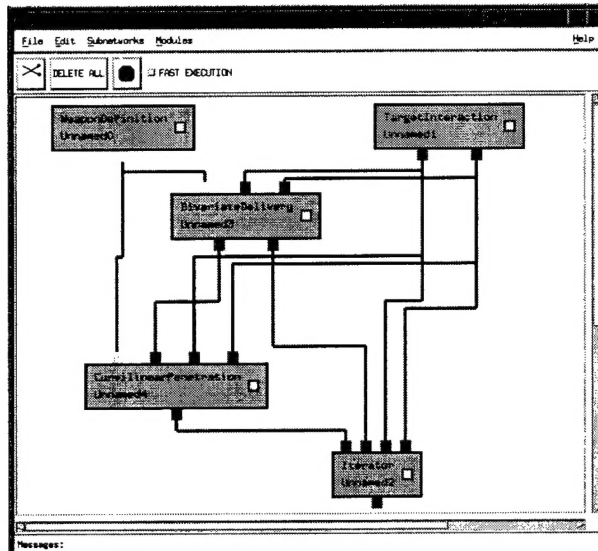 File Edit Subnetworks Modules Help
DELETE ALL FAST EXECUTION
WeaponDefinition
Unnamed0
TargetInteraction
Unnamed1
BivariateDelivery
Unnamed3
CurvilinearPenetration
Unnamed4
Iterator
Unnamed2
Messages: